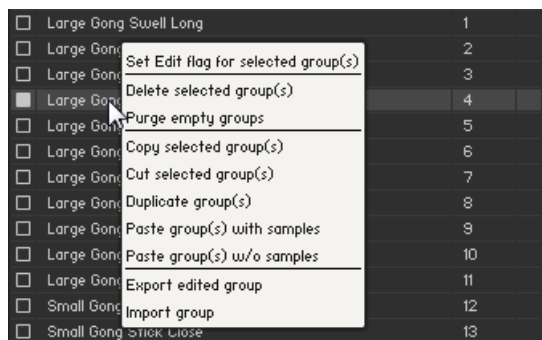 Large Gong Swell Long 1
Large Gong 2
Set Edit flag for selected group(s)
Large Gong 3
Delete selected group(s)
Large Gong 4
Purge empty groups
Large Gong 5
Copy selected group(s)
Large Gong 6
Cut selected group(s)
Large Gong 7
Duplicate group(s)
Large Gong 8
Paste group(s) with samples
Large Gong 9
Paste group(s) w/o samples
Large Gong 10
Export edited group
Large Gong 11
Import group
Small Gong 12
Small Gong Stick Close 13